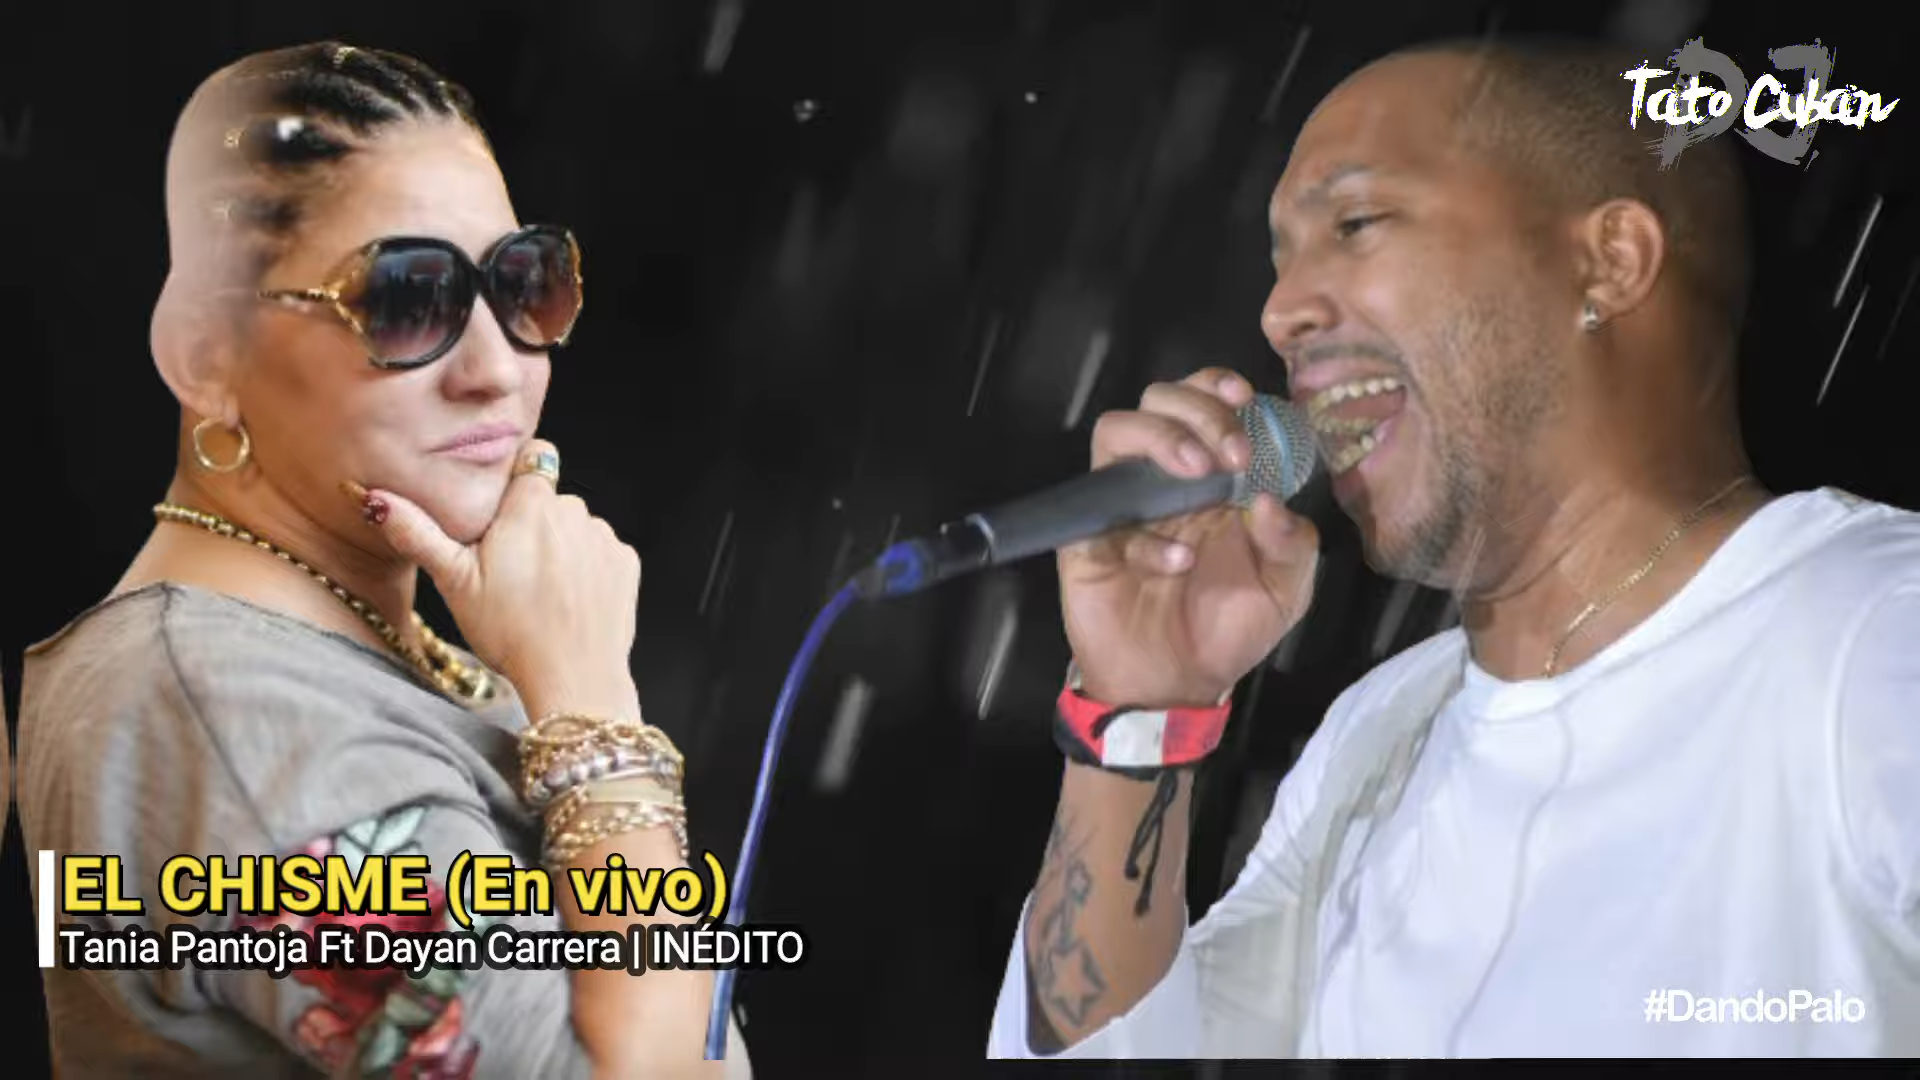 DJ
Tato Cuban
EL CHISME (En vivo)
Tania Pantoja Ft Dayan Carrera | INÉDITO
#DandoPalo